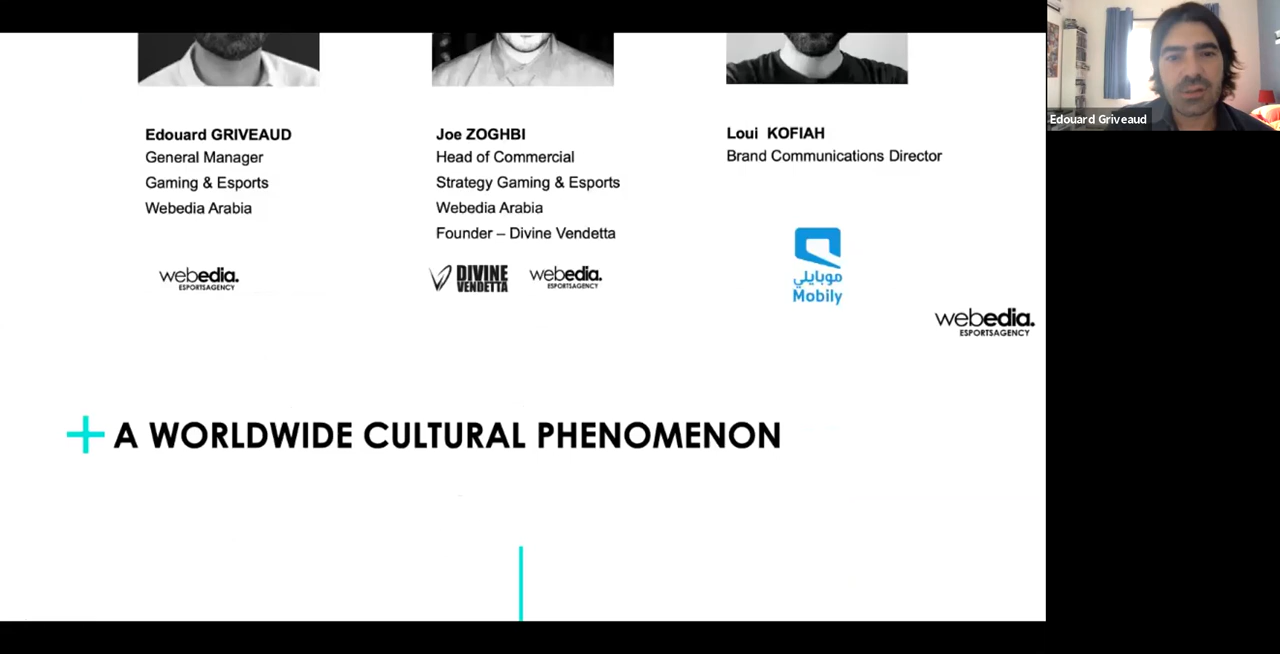 Edouard Griveaud
Edouard GRIVEAUD
General Manager
Gaming & Esports
Webedia Arabia
webedia.
ESPORTSAGENCY
Joe ZOGHBI
Head of Commercial
Strategy Gaming & Esports
Webedia Arabia
Founder – Divine Vendetta
DIVINE
VENDETTA
webedia.
ESPORTSAGENCY
Loui KOFIAH
Brand Communications Director
موبايلي
Mobily
webedia.
ESPORTSAGENCY
A WORLDWIDE CULTURAL PHENOMENON